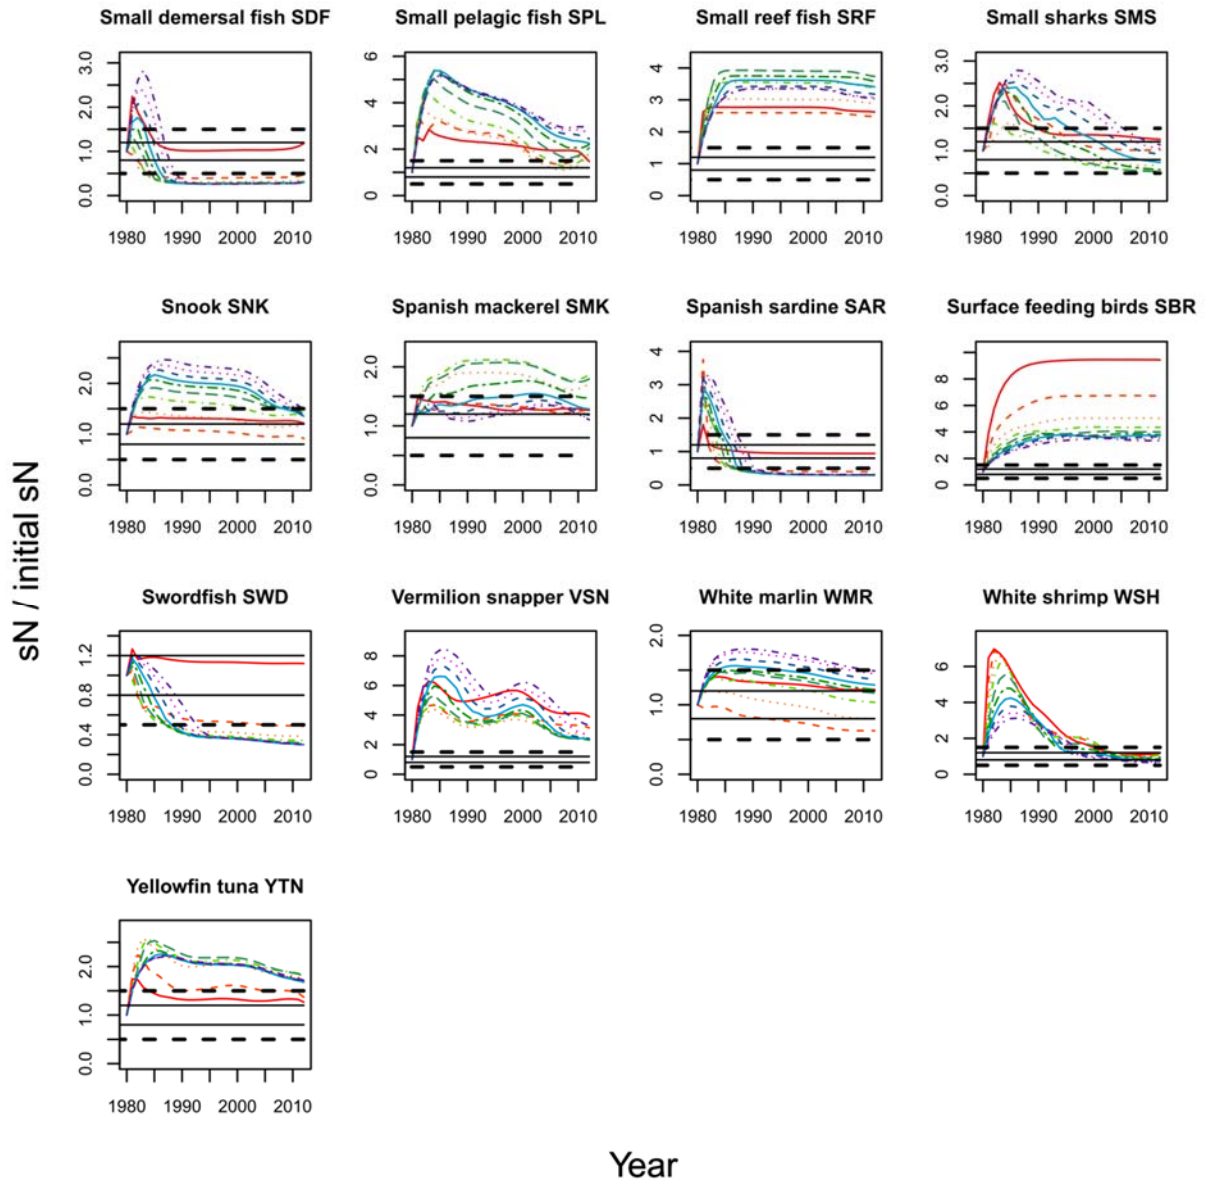 Small demersal fish SDF
Small pelagic fish SPL
Small reef fish SRF
Small sharks SMS
3.0
2.0
1.0
0.0
6
4
2
0
4
3
2
1
0
3.0
2.0
1.0
0.0
1980 1990 2000 2010
1980 1990 2000 2010
1980 1990 2000 2010
1980 1990 2000 2010
Snook SNK
Spanish mackerel SMK
Spanish sardine SAR
Surface feeding birds SBR
2.0
1.0
0.0
2.0
1.0
0.0
4
3
2
1
0
8
6
4
2
0
1980 1990 2000 2010
1980 1990 2000 2010
1980 1990 2000 2010
1980 1990 2000 2010
sN / initial sN
Swordfish SWD
Vermilion snapper VSN
White marlin WMR
White shrimp WSH
1.2
0.8
0.4
0.0
8
6
4
2
0
2.0
1.0
0.0
6
4
2
0
1980 1990 2000 2010
1980 1990 2000 2010
1980 1990 2000 2010
1980 1990 2000 2010
Yellowfin tuna YTN
2.0
1.0
0.0
1980 1990 2000 2010
Year